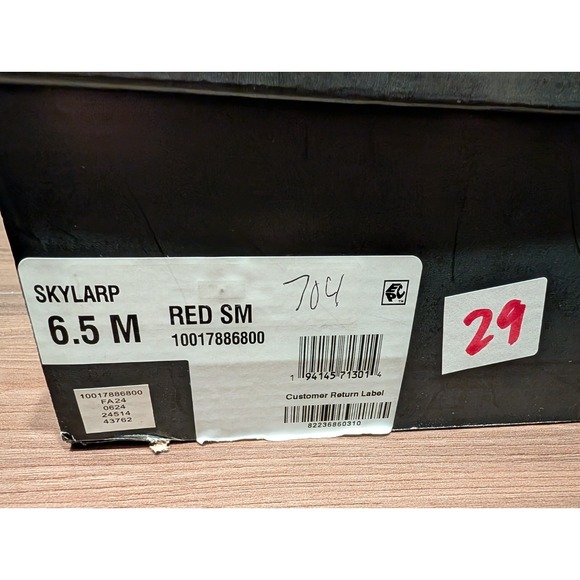 SKYLARP
6.5 M
RED SM
10017886800
704
1 94145 71301 4
Customer Return Label
82236860310
10017886800
FA24
0624
24514
43762
29